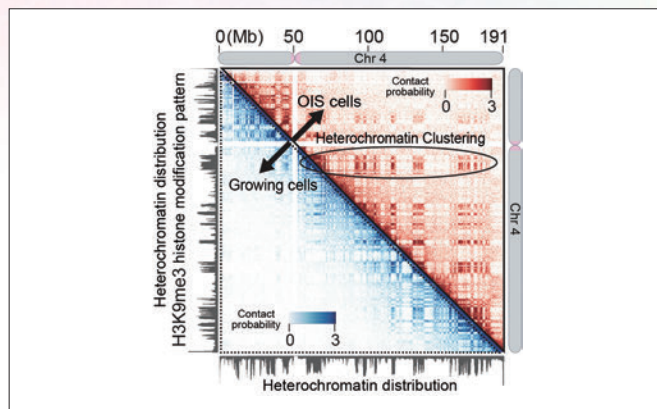 0(Mb) 50 100 150 191
Chr 4
Contact
probability
0 3
OIS cells
Heterochromatin Clustering
Growing cells
Chr 4
Heterochromatin distribution
H3K9me3 histone modification pattern
Contact
probability
0 3
Heterochromatin distribution